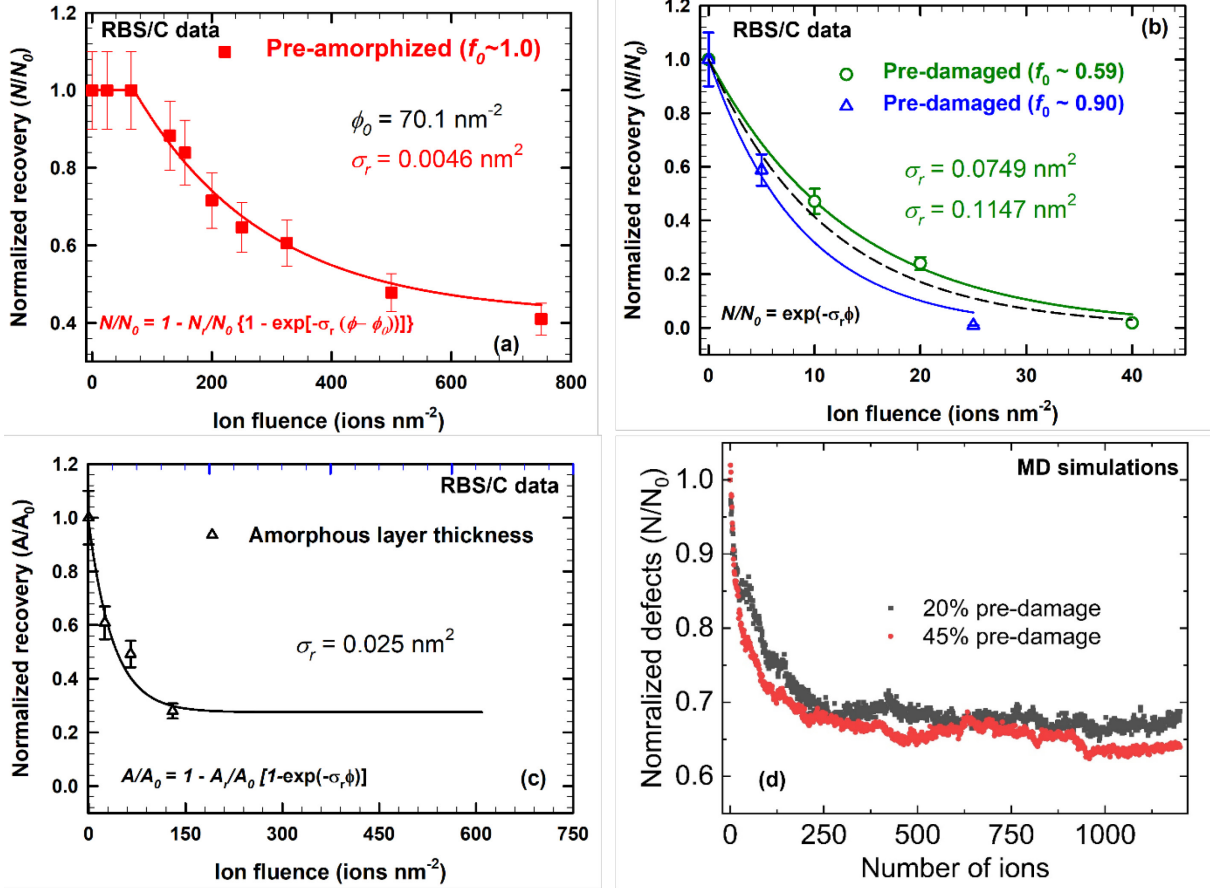 RBS/C data
Pre-amorphized (f₀~1.0)
ϕ₀ = 70.1 nm⁻²
σᵣ = 0.0046 nm²
N/N₀ = 1 - Nᵣ/N₀ {1 - exp[-σᵣ (ϕ– ϕ₀))]}
(a)
Normalized recovery (N/N₀)
1.2
1.0
0.8
0.6
0.4
0 200 400 600 800
Ion fluence (ions nm⁻²)
RBS/C data
(b)
Pre-damaged (f₀ ~ 0.59)
Pre-damaged (f₀ ~ 0.90)
σᵣ = 0.0749 nm²
σᵣ = 0.1147 nm²
N/N₀ = exp(-σᵣϕ)
Normalized recovery (N/N₀)
1.2
1.0
0.8
0.6
0.4
0.2
0.0
0 10 20 30 40
Ion fluence (ions nm⁻²)
RBS/C data
Amorphous layer thickness
σᵣ = 0.025 nm²
A/A₀ = 1 - Aᵣ/A₀ [1-exp(-σᵣϕ)]
(c)
Normalized recovery (A/A₀)
1.2
1.0
0.8
0.6
0.4
0.2
0.0
0 150 300 450 600 750
Ion fluence (ions nm⁻²)
MD simulations
20% pre-damage
45% pre-damage
(d)
Nomralized defects (N/N₀)
1.0
0.9
0.8
0.7
0.6
0 250 500 750 1000
Number of ions